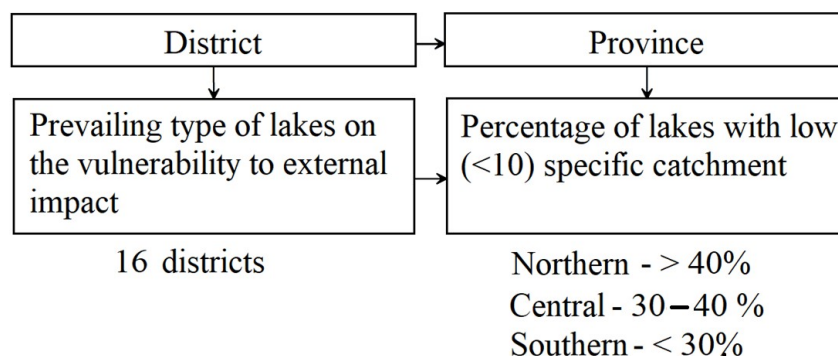 District
Province
Prevailing type of lakes on
the vulnerability to external
impact
Percentage of lakes with low
(<10) specific catchment
16 districts
Northern - > 40%
Central - 30–40 %
Southern - < 30%